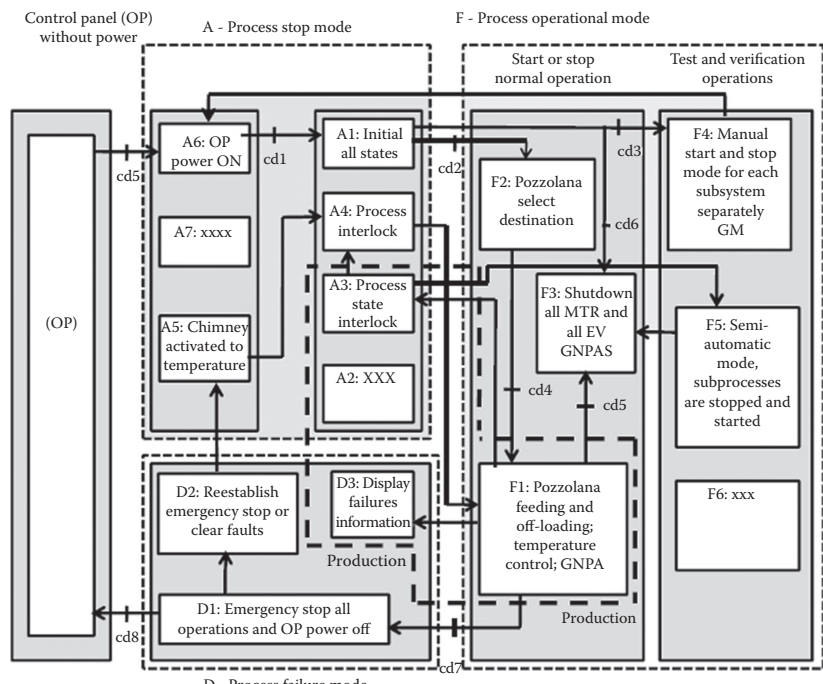 Control panel (OP)
without power
A - Process stop mode
F - Process operational mode
Start or stop
normal operation
Test and verification
operations
(OP)
cd5
A6: OP
power ON
cd1
A1: Initial
all states
cd2
cd3
F4: Manual
start and stop
mode for each
subsystem
separately
GM
F2: Pozzolana
select
destination
cd6
A7: xxxx
A4: Process
interlock
A3: Process
state
interlock
F3: Shutdown
all MTR and
all EV
GNPAS
A5: Chimney
activated to
temperature
F5: Semi-
automatic
mode,
subprocesses
are stopped and
started
A2: XXX
cd4
cd5
D2: Reestablish
emergency stop or
clear faults
D3: Display
failures
information
F1: Pozzolana
feeding and
off-loading;
temperature
control; GNPA
F6: xxx
Production
Production
D1: Emergency stop all
operations and OP power off
cd8
cd7
D - Process failure mode